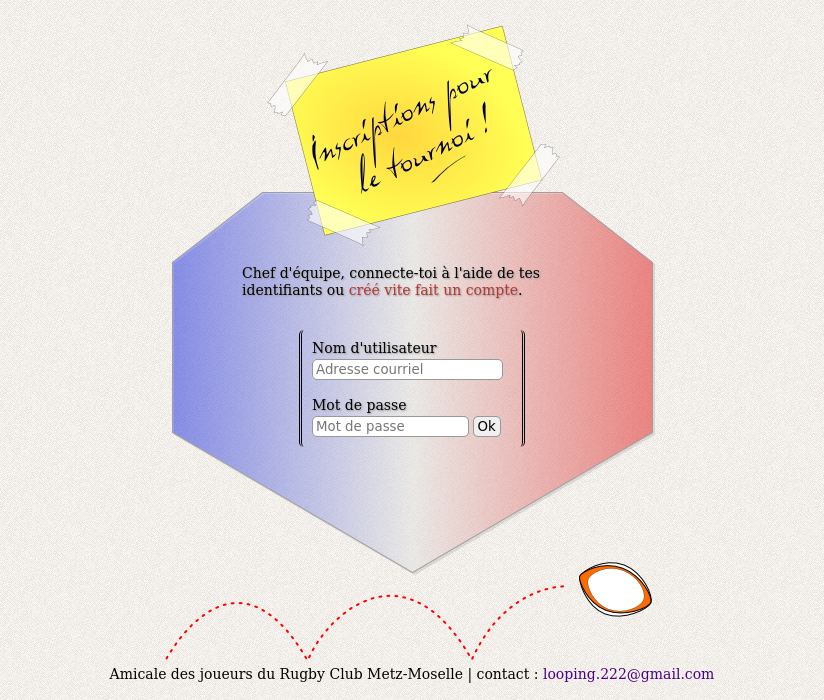 Inscriptions pour
le tournoi !
Chef d'équipe, connecte-toi à l'aide de tes
identifiants ou créé vite fait un compte.
Nom d'utilisateur
Adresse courriel
Mot de passe
Mot de passe Ok
Amicale des joueurs du Rugby Club Metz-Moselle | contact : looping.222@gmail.com